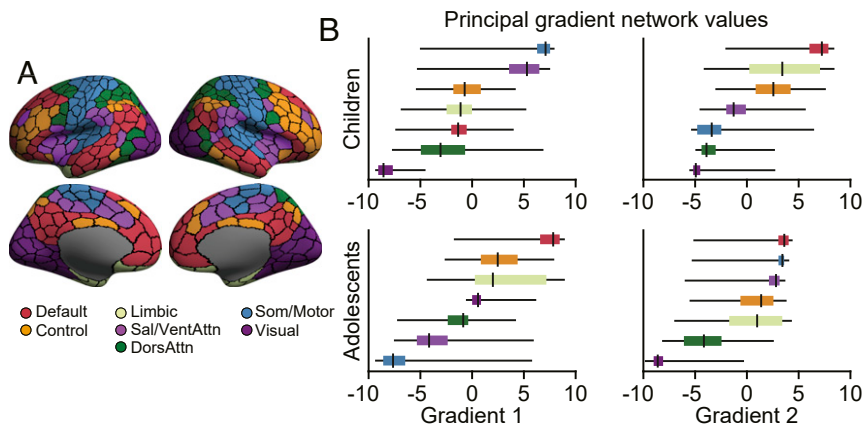 Principal gradient network values
A
B
Children
-10 -5 0 5 10
-10 -5 0 5 10
Adolescents
-10 -5 0 5 10
-10 -5 0 5 10
Gradient 1
Gradient 2
Default
Limbic
Som/Motor
Control
Sal/VentAttn
Visual
DorsAttn